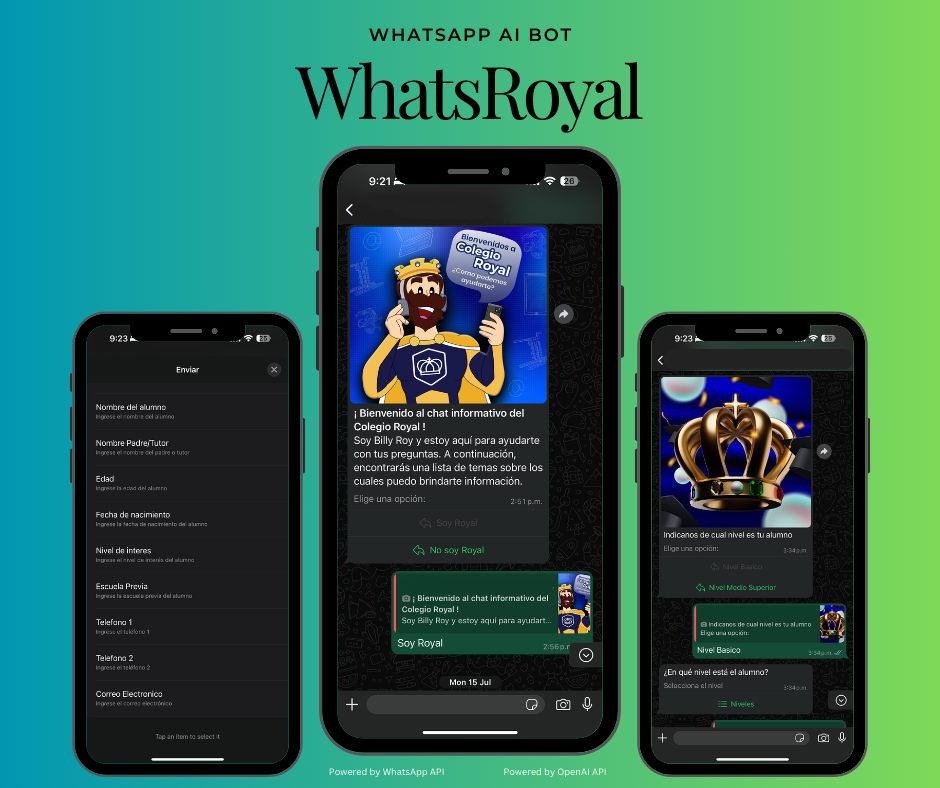 WHATSAPP AI BOT
WhatsRoyal
9:23
25
Enviar
Nombre del alumno
Ingrese el nombre del alumno
Nombre Padre/Tutor
Ingrese el nombre del padre o tutor
Edad
Ingrese la edad del alumno
Fecha de nacimiento
Ingrese la fecha de nacimiento del alumno
Nivel de interes
Ingrese el nivel de enterés del alumno
Escuela Previa
Ingrese la escuela previa del alumno
Telefono 1
Ingrese el teléfono 1
Telefono 2
Ingrese el teléfono 2
Correo Electronico
Ingrese el correo electrónico
Tap an item to select it
9:21
26
Bienvenidos a
Colegio
Royal
¿Como podemos
ayudarte?
¡ Bienvenido al chat informativo del
Colegio Royal !
Soy Billy Roy y estoy aquí para ayudarte
con tus preguntas. A continuación,
encontrarás una lista de temas sobre los
cuales puedo brindarte información.
Elige una opción:
2:51 p.m.
Soy Royal
No soy Royal
¡ Bienvenido al chat informativo del
Colegio Royal !
Soy Billy Roy y estoy aquí para ayudart...
Soy Royal
2:56 p.m
Mon 15 Jul
9:23
25
Indicanos de cual nivel es tu alumno
Elige una opción:
3:34 p.m.
Nivel Basico
Nivel Medio Superior
Indicanos de cual nivel es tu alumno
Elige una opción:
Nivel Basico
3:34 p.m.
¿En qué nivel está el alumno?
Selecciona el nivel
3:34 p.m.
Niveles
Powered by WhatsApp API
Powered by OpenAI API